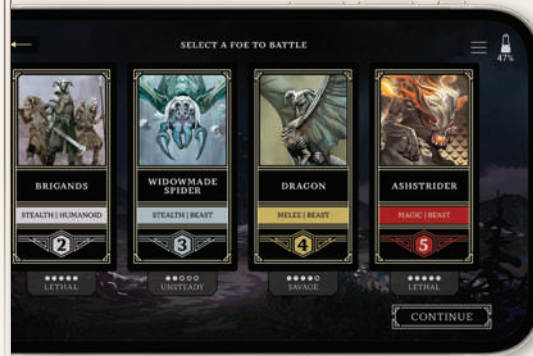 SELECT A FOE TO BATTLE
47%
BRIGANDS
STEALTH | HUMANOID
2
LETHAL
WIDOWMADE
SPIDER
STEALTH | BEAST
3
UNSTEADY
DRAGON
MELEE | BEAST
4
SAVAGE
ASHSTRIDER
MAGIC | BEAST
5
LETHAL
CONTINUE